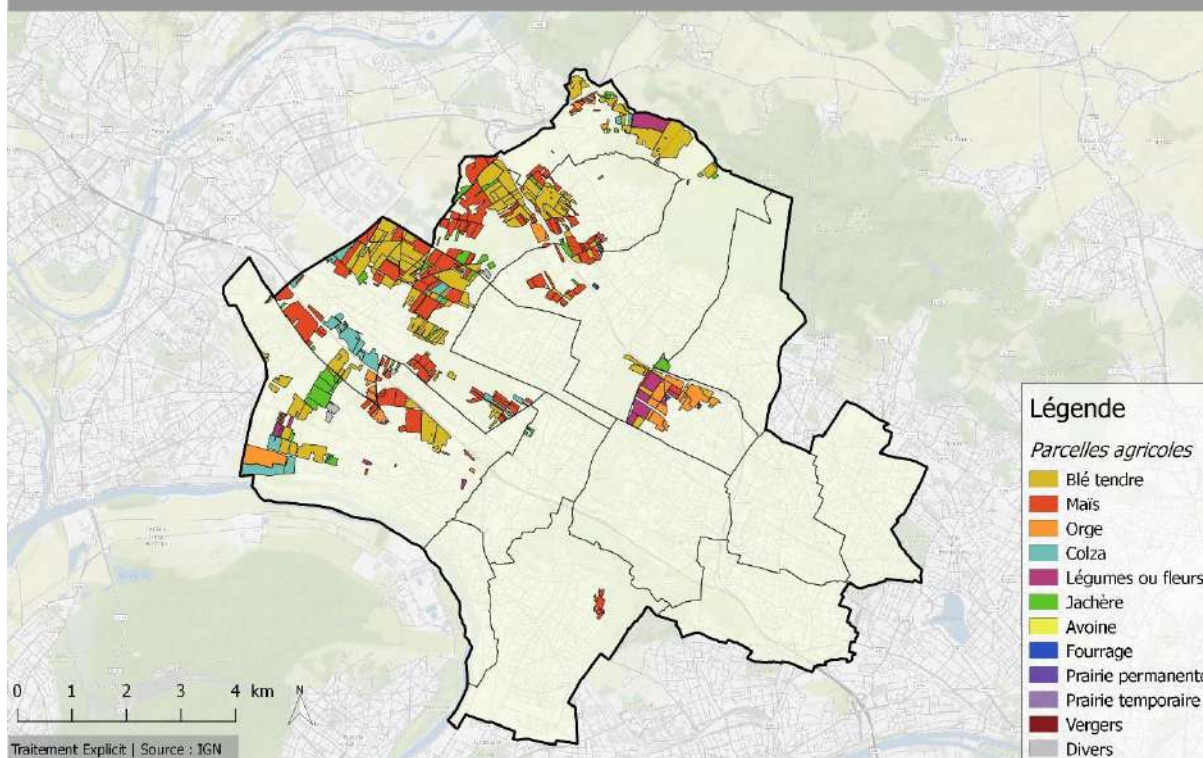 Légende
Parcelles agricoles
Blé tendre
Maïs
Orge
Colza
Légumes ou fleurs
Jachère
Avoine
Fourrage
Prairie permanente
Prairie temporaire
Vergers
Divers
0 1 2 3 4 km
N
Traitement Explicit | Source : IGN